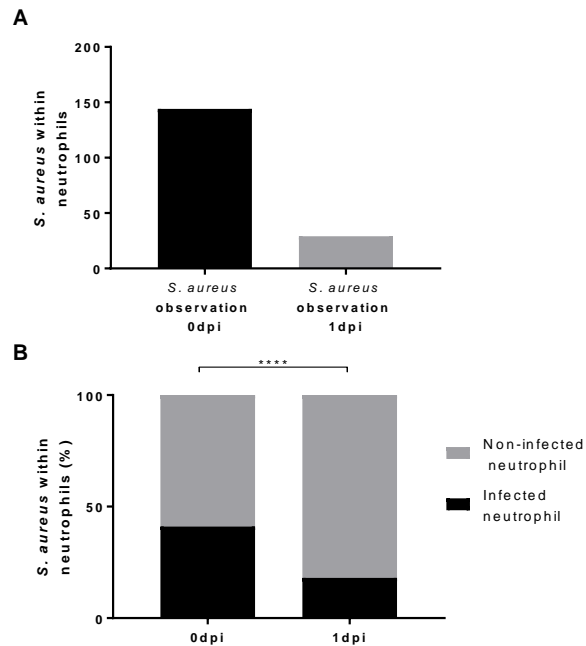 A
200
150
100
50
0
S. aureus within
neutrophils
S. aureus
observation
0dpi
S. aureus
observation
1dpi
B
****
100
50
0
S. aureus within
neutrophils (%)
0dpi
1dpi
Non-infected
neutrophil
Infected
neutrophil